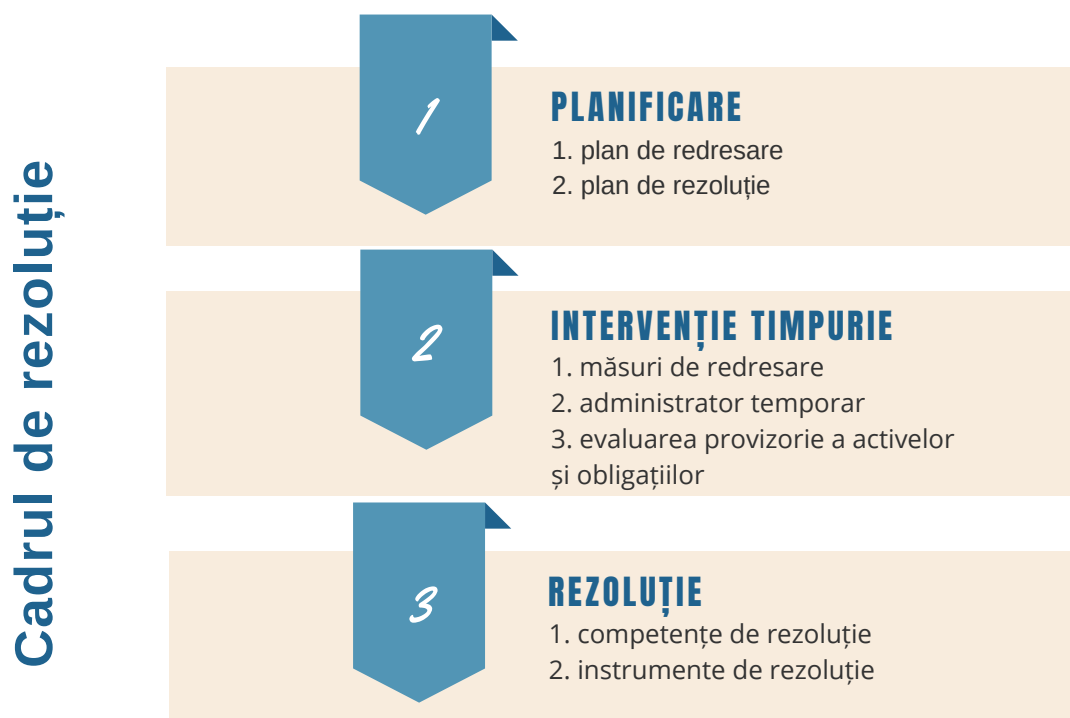 Cadrul de rezoluție
1
PLANIFICARE
1. plan de redresare
2. plan de rezoluție
2
INTERVENȚIE TIMPURIE
1. măsuri de redresare
2. administrator temporar
3. evaluarea provizorie a activelor
și obligațiilor
3
REZOLUȚIE
1. competențe de rezoluție
2. instrumente de rezoluție